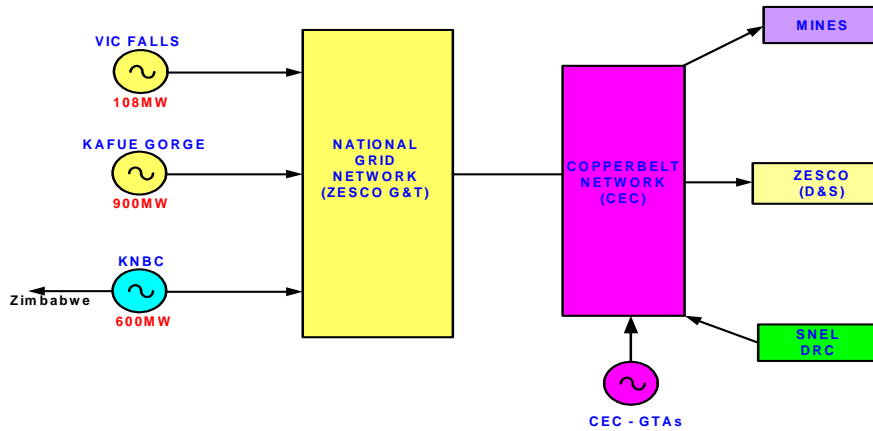 VIC FALLS
108MW
KAFUE GORGE
900MW
KNBC
Zimbabwe
600MW
NATIONAL
GRID
NETWORK
(ZESCO G&T)
COPPERBELT
NETWORK
(CEC)
MINES
ZESCO
(D&S)
SNEL
DRC
CEC - GTAs